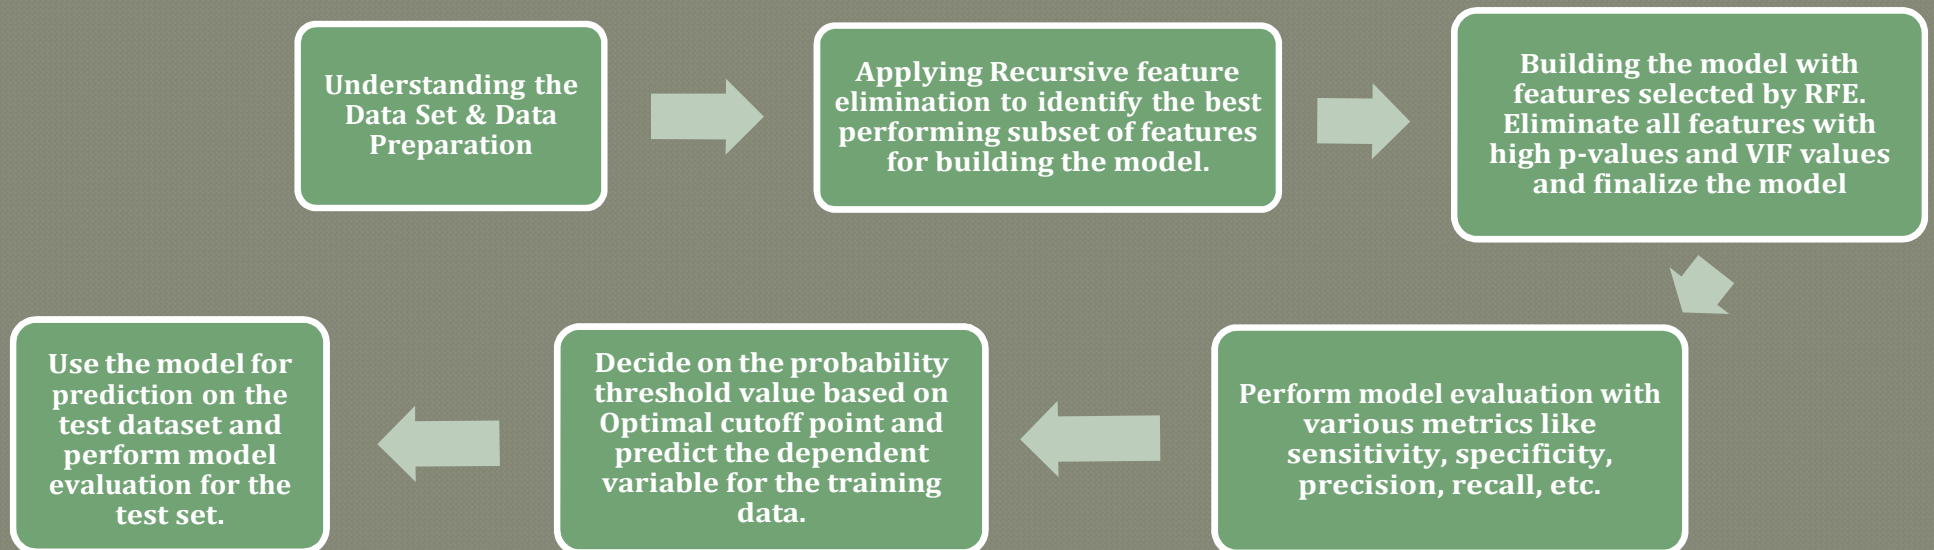 Understanding the
Data Set & Data
Preparation
Applying Recursive feature
elimination to identify the best
performing subset of features
for building the model.
Building the model with
features selected by RFE.
Eliminate all features with
high p-values and VIF values
and finalize the model
Perform model evaluation with
various metrics like
sensitivity, specificity,
precision, recall, etc.
Decide on the probability
threshold value based on
Optimal cutoff point and
predict the dependent
variable for the training
data.
Use the model for
prediction on the
test dataset and
perform model
evaluation for the
test set.